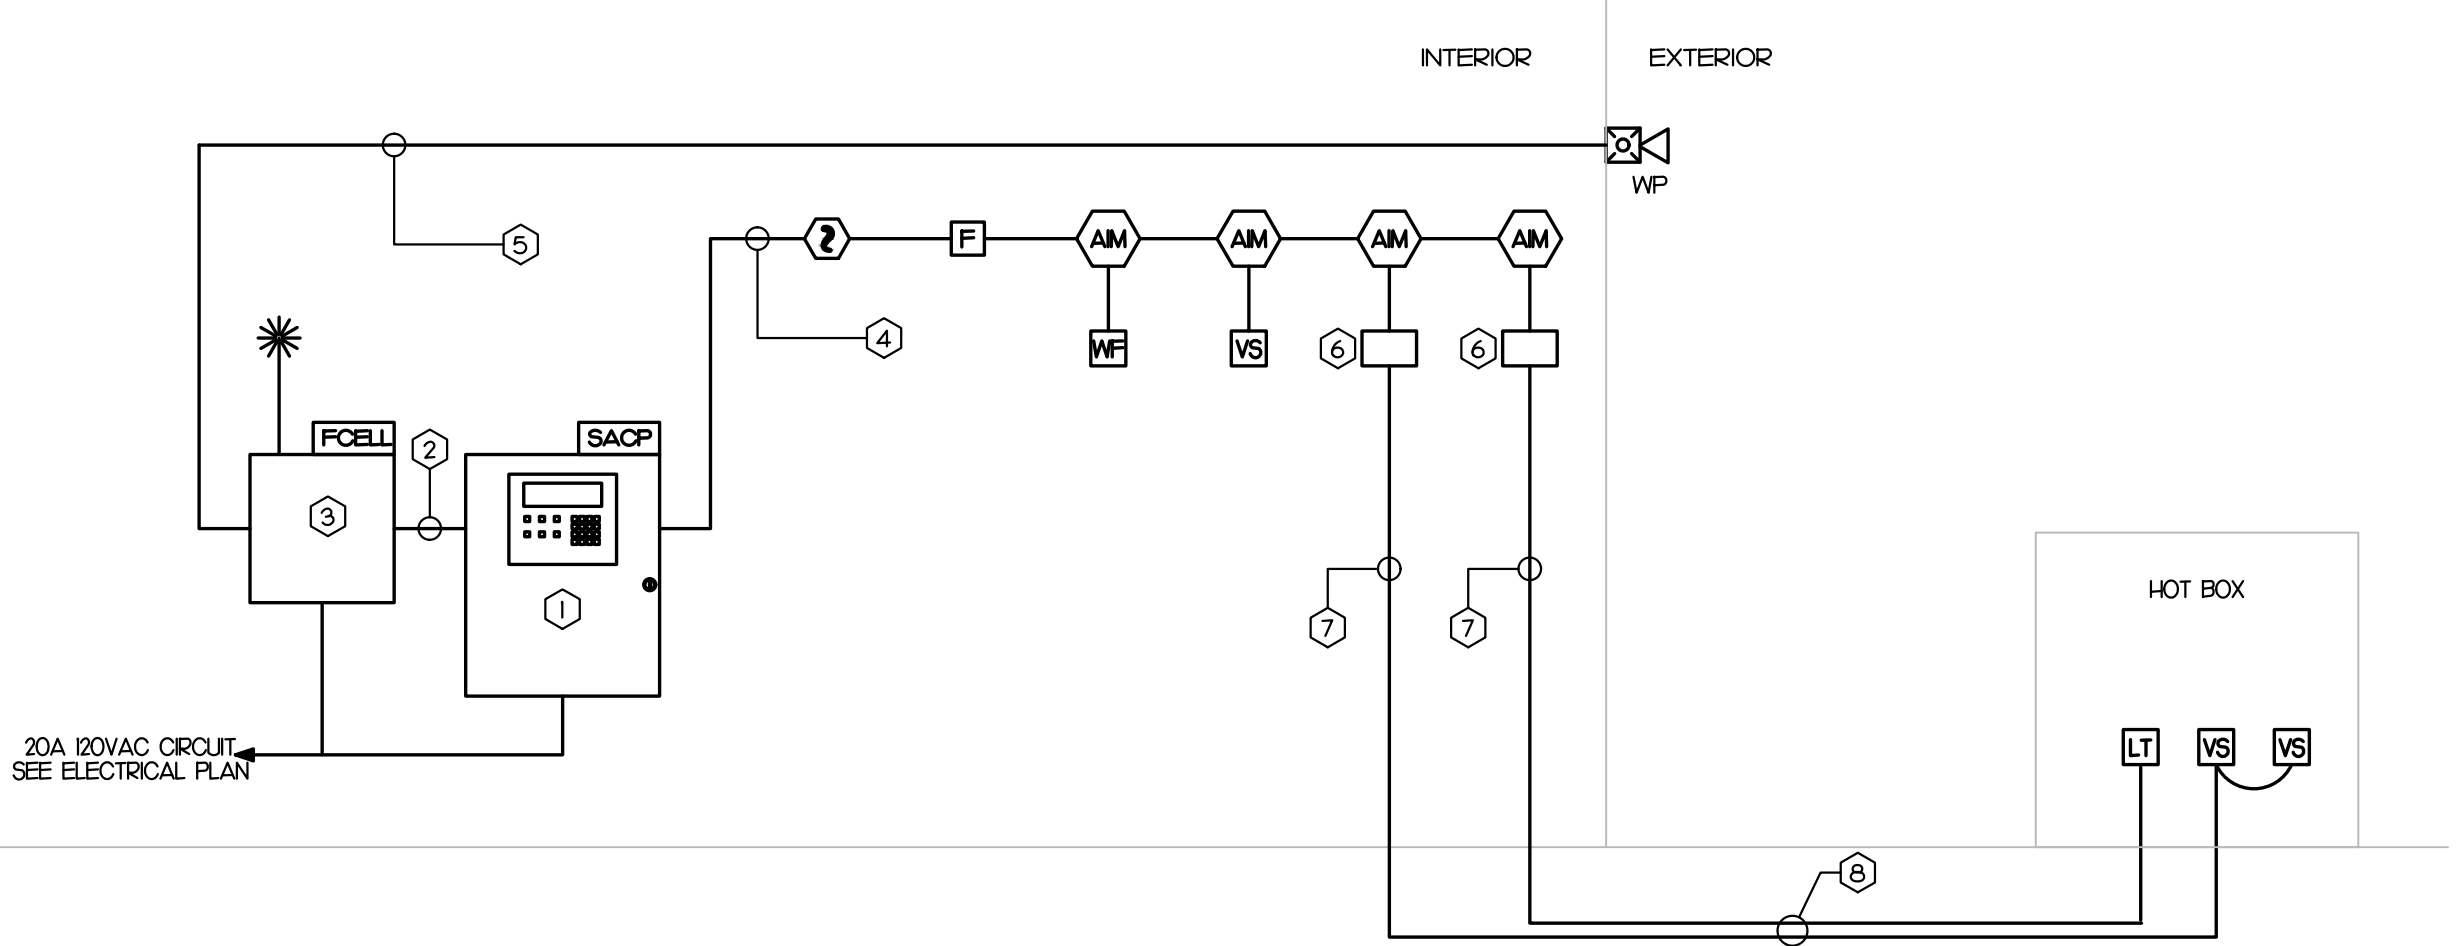 INTERIOR
EXTERIOR
WP
5
F
AIM
AIM
AIM
AIM
4
WF
VS
6
6
FCELL
2
SACP
3
1
7
7
HOT BOX
20A 120VAC CIRCUIT
SEE ELECTRICAL PLAN
LT
VS
VS
8